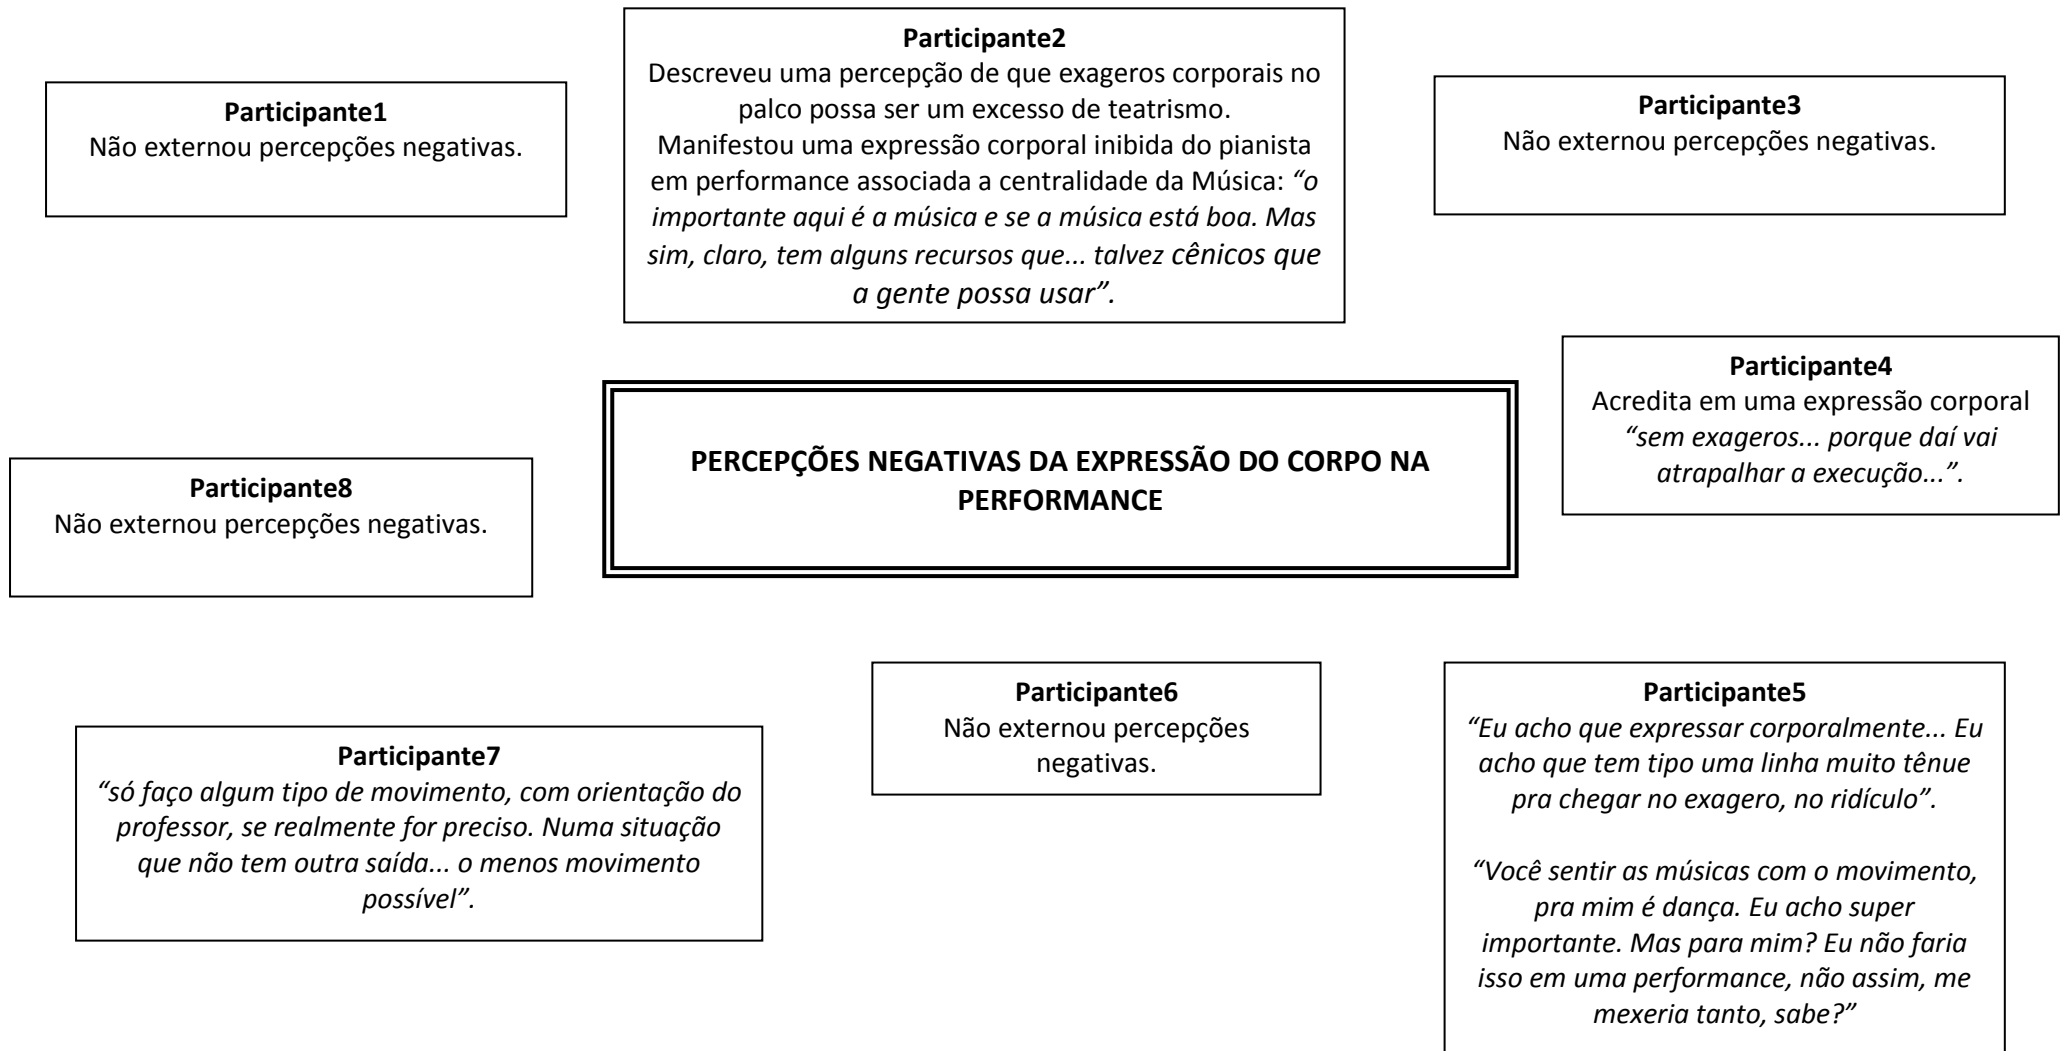 Participante1
Não externou percepções negativas.
Participante2
Descreveu uma percepção de que exageros corporais no
palco possa ser um excesso de teatrismo.
Manifestou uma expressão corporal inibida do pianista
em performance associada a centralidade da Música: “o
importante aqui é a música e se a música está boa. Mas
sim, claro, tem alguns recursos que... talvez cênicos que
a gente possa usar”.
Participante3
Não externou percepções negativas.
Participante4
Acredita em uma expressão corporal
“sem exageros... porque daí vai
atrapalhar a execução...”.
PERCEPÇÕES NEGATIVAS DA EXPRESSÃO DO CORPO NA
PERFORMANCE
Participante8
Não externou percepções negativas.
Participante7
“só faço algum tipo de movimento, com orientação do
professor, se realmente for preciso. Numa situação
que não tem outra saída... o menos movimento
possível”.
Participante6
Não externou percepções
negativas.
Participante5
“Eu acho que expressar corporalmente... Eu
acho que tem tipo uma linha muito tênue
pra chegar no exagero, no ridículo”.
“Você sentir as músicas com o movimento,
pra mim é dança. Eu acho super
importante. Mas para mim? Eu não faria
isso em uma performance, não assim, me
mexeria tanto, sabe?”